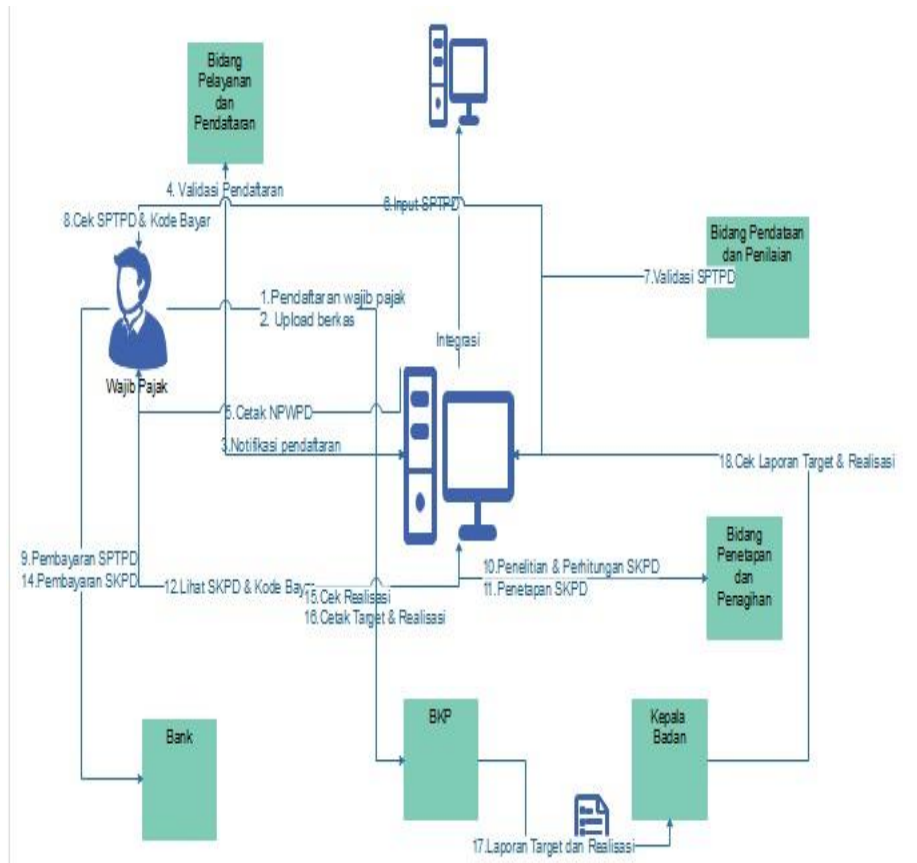 Bidang
Pelayanan
dan
Pendaftaran
4. Validasi Pendaftaran
8.Cek SPTPD & Kode Bayar
6.Input SPTPD
Bidang Pendataan
dan Penilaian
7.Validasi SPTPD
1.Pendaftaran wajib pajak
2. Upload berkas
Integrasi
Wajib Pajak
5.Cetak NPWPD
3.Notifikasi pendaftaran
18.Cek Laporan Target & Realisasi
9.Pembayaran SPTPD
14.Pembayaran SKPD
12.Lihat SKPD & Kode Bayar
15.Cek Realisasi
16.Cetak Target & Realisasi
10.Penelitian & Perhitungan SKPD
11.Penetapan SKPD
Bidang
Penetapan
dan
Penagihan
Bank
BKP
Kepala
Badan
17.Laporan Target dan Realisasi